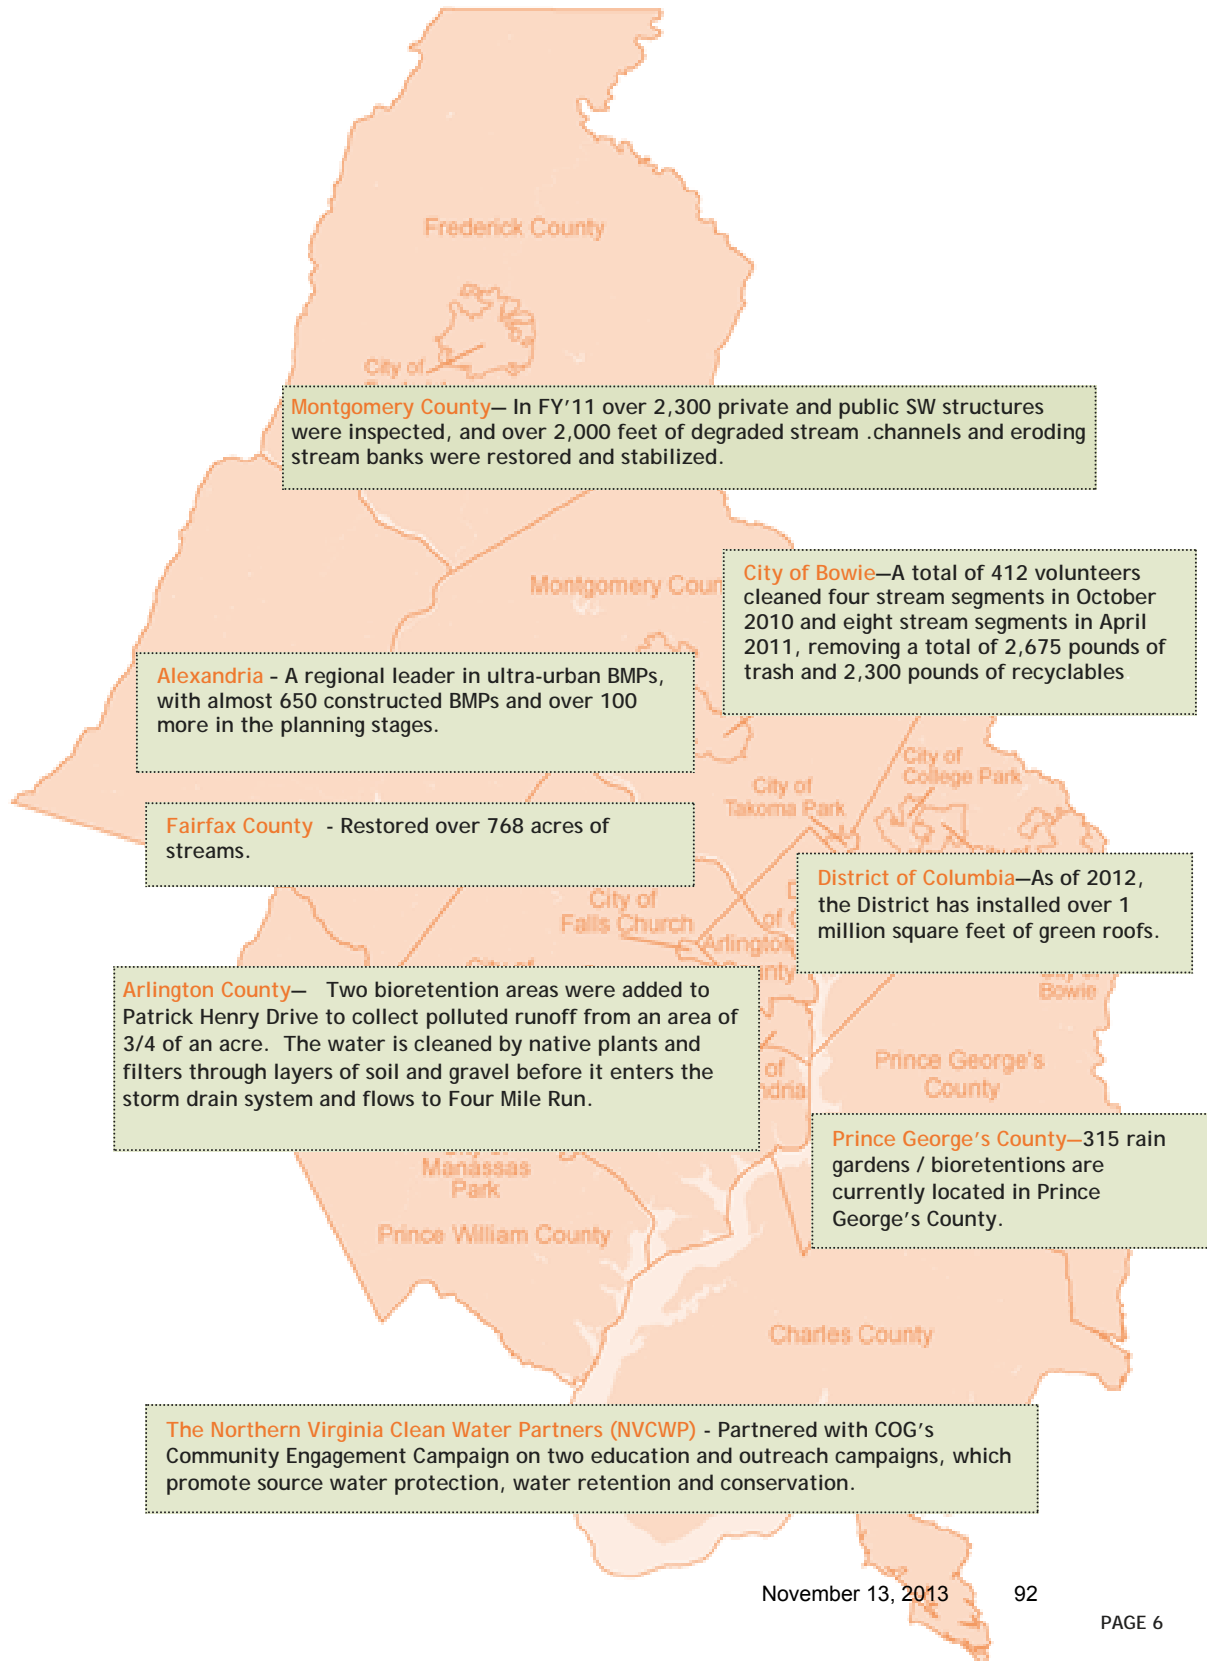 Frederick County
City of
Montgomery County— In FY'11 over 2,300 private and public SW structures
were inspected, and over 2,000 feet of degraded stream .channels and eroding
stream banks were restored and stabilized.
Montgomery Coun
City of Bowie—A total of 412 volunteers
cleaned four stream segments in October
2010 and eight stream segments in April
2011, removing a total of 2,675 pounds of
trash and 2,300 pounds of recyclables
Alexandria - A regional leader in ultra-urban BMPs,
with almost 650 constructed BMPs and over 100
more in the planning stages.
City of
College Park
City of
Takoma Park
Fairfax County - Restored over 768 acres of
streams.
District of Columbia—As of 2012,
the District has installed over 1
million square feet of green roofs.
City of
Falls Church
of
Arlington
nty
City of
Bowie
Arlington County— Two bioretention areas were added to
Patrick Henry Drive to collect polluted runoff from an area of
3/4 of an acre. The water is cleaned by native plants and
filters through layers of soil and gravel before it enters the
storm drain system and flows to Four Mile Run.
of
ndria
Prince George's
County
Prince George's County—315 rain
gardens / bioretentions are
currently located in Prince
George's County.
City of
Manassas
Park
Prince William County
Charles County
The Northern Virginia Clean Water Partners (NVCWP) - Partnered with COG's
Community Engagement Campaign on two education and outreach campaigns, which
promote source water protection, water retention and conservation.
November 13, 2013 92
PAGE 6